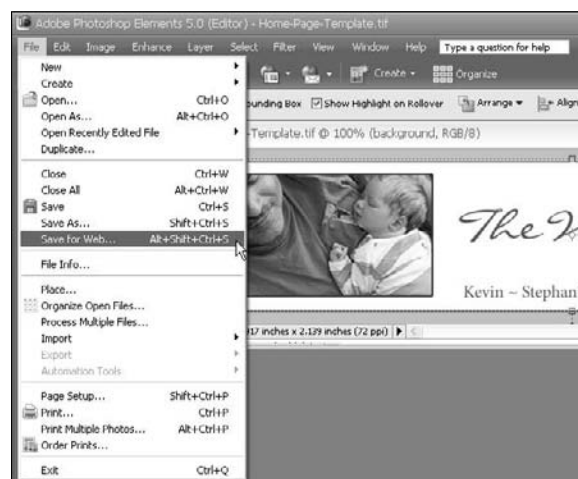 Adobe Photoshop Elements 5.0 (Editor) - Home-Page-Template.tif
File Edit Image Enhance Layer Select Filter View Window Help Type a question for help
Create Organize
ounding Box Show Highlight on Rollover Arrange Align
-Template.tif @ 100% (background, RGB/8)
New
Create
Open... Ctrl+O
Open As... Alt+Ctrl+O
Open Recently Edited File
Duplicate...
Close Ctrl+W
Close All Alt+Ctrl+W
Save Ctrl+S
Save As... Shift+Ctrl+S
Save for Web... Alt+Shift+Ctrl+S
File Info...
Place...
Organize Open Files...
Process Multiple Files...
Import
Export
Automation Tools
Page Setup... Shift+Ctrl+P
Print... Ctrl+P
Print Multiple Photos... Alt+Ctrl+P
Order Prints...
Exit Ctrl+Q
The
Kevin ~ Stephan
917 inches x 2.139 inches (72 ppi)